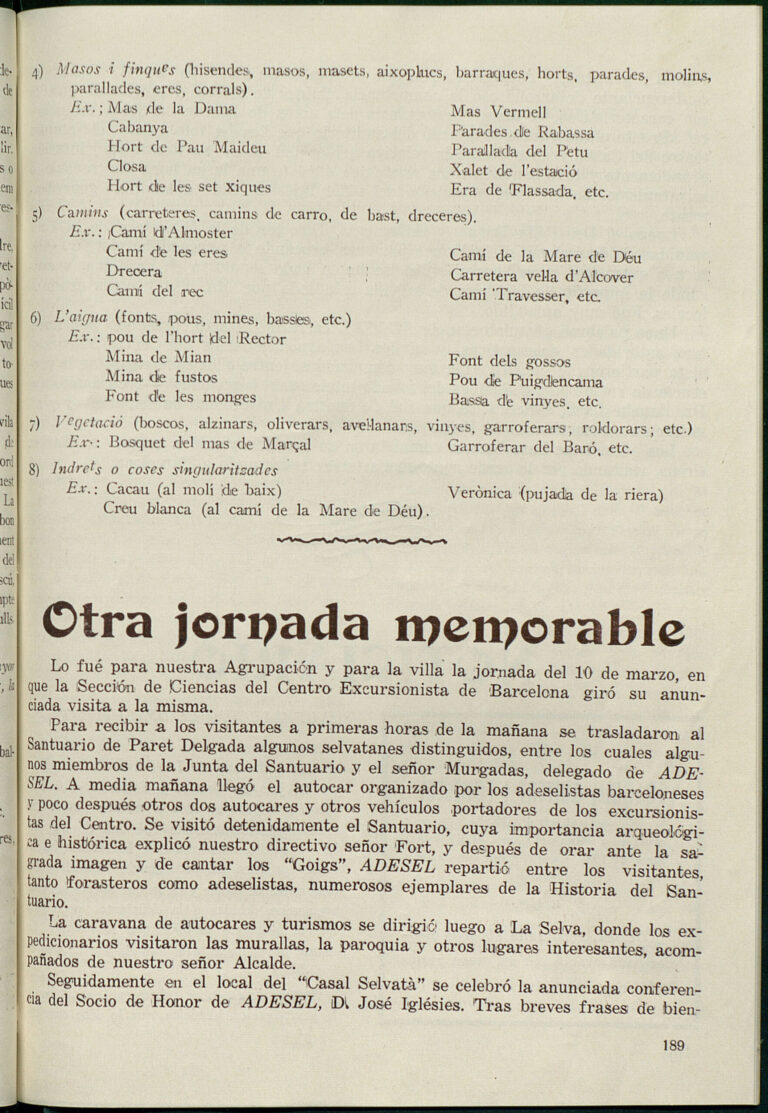 4) Masos i finques (hisendes, masos, masets, aixoplucs, barraques, horts, parades, molins,
parallades, eres, corrals).
Ex.; Mas de la Dama
Cabanya
Hort de Pau Maideu
Closa
Hort de les set xiques
Mas Vermell
Parades de Rabassa
Parallada del Petu
Xalet de l'estació
Era de Flassada, etc.
5) Camins (carreteres, camins de carro, de bast, dreceres).
Ex.: Camí d'Almoster
Camí de les eres
Drecera
Camí del rec
Camí de la Mare de Déu
Carretera vella d'Alcover
Camí Travesser, etc.
6) L'aigua (fonts, pous, mines, basses, etc.)
Ex.: pou de l'hort del Rector
Mina de Mian
Mina de fustos
Font de les monges
Font dels gossos
Pou de Puigdencama
Bassa de vinyes, etc.
7) Vegetació (boscos, alzinars, oliverars, avellanars, vinyes, garroferars, roldorars; etc.)
Ex.: Bosquet del mas de Marçal
Garroferar del Baró, etc.
8) Indrets o coses singularitzades
Ex.: Cacau (al molí de baix)
Verònica (pujada de la riera)
Creu blanca (al camí de la Mare de Déu).
Otra jornada memorable
Lo fué para nuestra Agrupación y para la villa la jornada del 10 de marzo, en
que la Sección de Ciencias del Centro Excursionista de Barcelona giró su anun-
ciada visita a la misma.
Para recibir a los visitantes a primeras horas de la mañana se trasladaron al
Santuario de Paret Delgada algunos selvatanes distinguidos, entre los cuales algu-
nos miembros de la Junta del Santuario y el señor Murgadas, delegado de ADE-
SEL. A media mañana llegó el autocar organizado por los adeselistas barceloneses
y poco después otros dos autocares y otros vehículos portadores de los excursionis-
tas del Centro. Se visitó detenidamente el Santuario, cuya importancia arqueológi-
ca e histórica explicó nuestro directivo señor Fort, y después de orar ante la sa-
grada imagen y de cantar los "Goigs", ADESEL repartió entre los visitantes,
tanto forasteros como adeselistas, numerosos ejemplares de la Historia del San-
tuario.
La caravana de autocares y turismos se dirigió luego a La Selva, donde los ex-
pedicionarios visitaron las murallas, la paroquia y otros lugares interesantes, acom-
pañados de nuestro señor Alcalde.
Seguidamente en el local del "Casal Selvatà" se celebró la anunciada conferen-
cia del Socio de Honor de ADESEL, D. José Iglésies. Tras breves frases de bien-
189